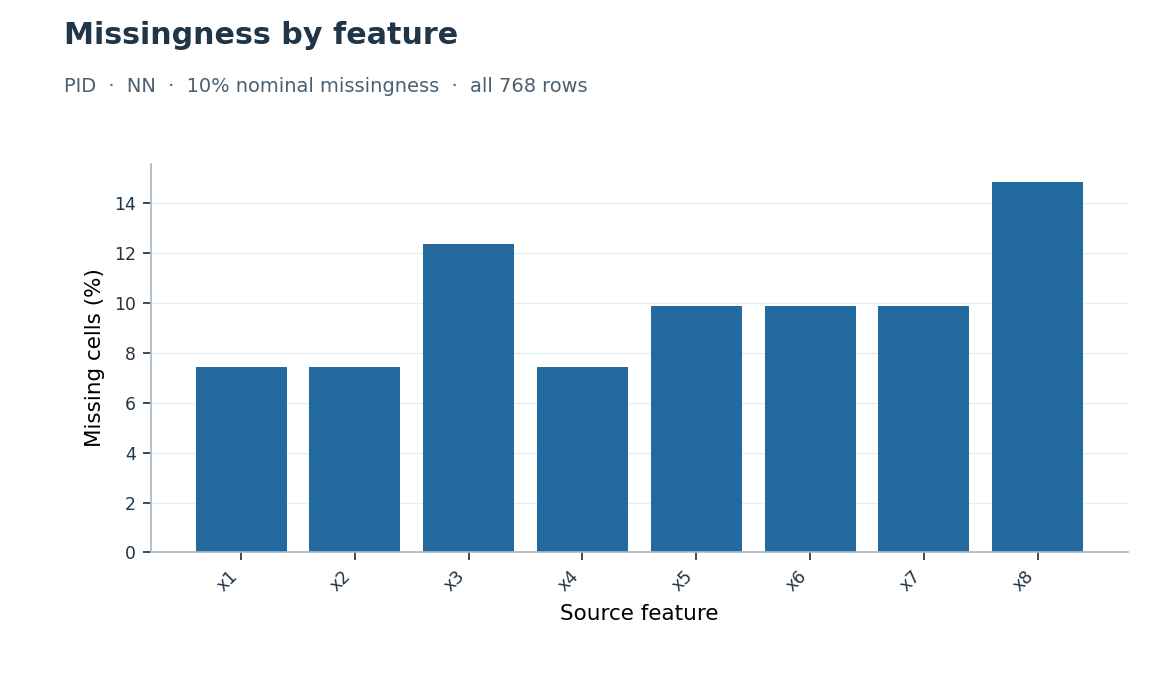 Missingness by feature
PID · NN · 10% nominal missingness · all 768 rows
Missing cells (%)
14
12
10
8
6
4
2
0
x1 x2 x3 x4 x5 x6 x7 x8
Source feature